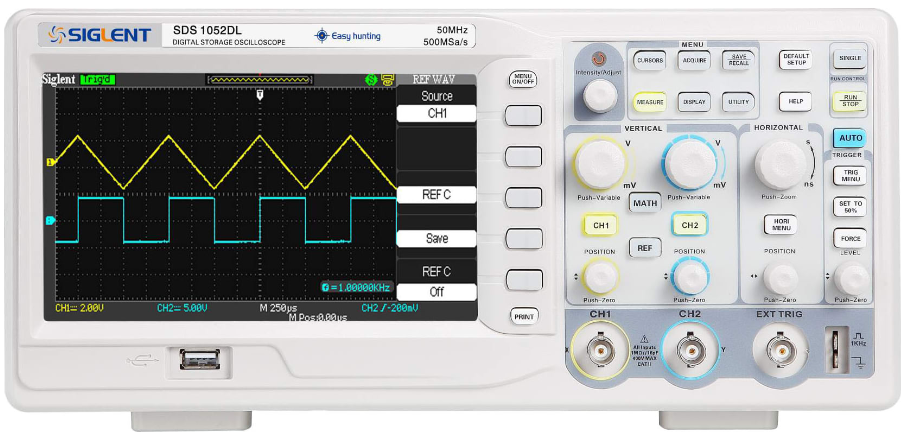 SIGLENT
SDS 1052DL
DIGITAL STORAGE OSCILLOSCOPE
Easy hunting
50MHz
500MSa/s
Siglent Trig'd
S
REF WAV
Source
CH1
REF C
Save
REF C
Off
T
1
2
f = 1.00000KHz
CH1 2.00V
CH2 5.00V
M 250μs
M Pos:0.00μs
CH2 -200mV
MENU
ON/OFF
PRINT
Intensity/Adjust
MENU
CURSORS
ACQUIRE
SAVE
RECALL
DEFAULT
SETUP
SINGLE
RUN CONTROL
MEASURE
DISPLAY
UTILITY
HELP
RUN
STOP
VERTICAL
HORIZONTAL
AUTO
TRIGGER
V
mV
Push-Variable
V
mV
Push-Variable
s
ns
Push-Zoom
MATH
TRIG
MENU
CH1
CH2
HORI
MENU
SET TO
50%
REF
FORCE
POSITION
POSITION
POSITION
LEVEL
Push-Zero
Push-Zero
Push-Zero
Push-Zero
CH1
CH2
EXT TRIG
X
Y
All Inputs
400V MAX
CAT II
1KHz